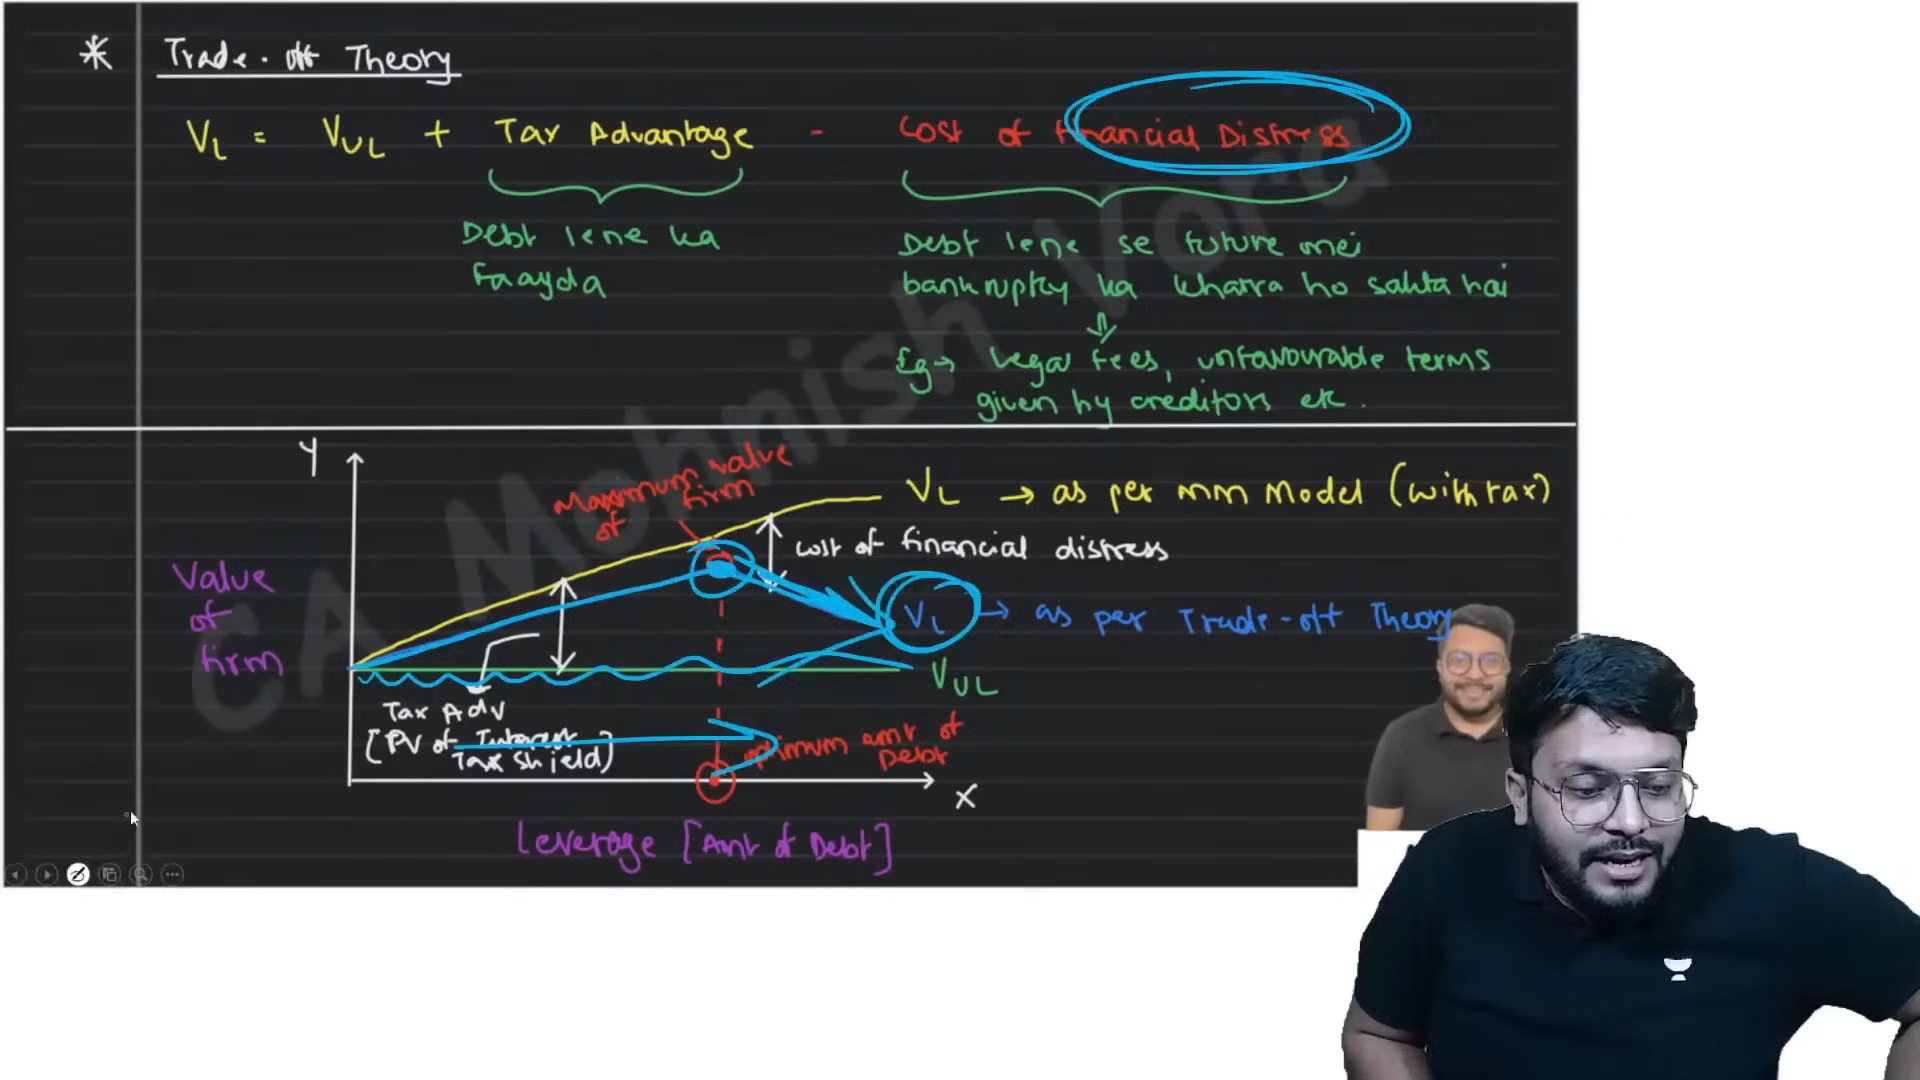 * Trade-off Theory
VL = VUL + Tax Advantage - Cost of Financial Distress
Debt lene ka
Faayda
Debt lene se future mei
bankruptcy ka khatra ho sakta hai
Eg → Legal Fees, unfavourable terms
given by creditors etc.
Y
Maximum value
of firm
VL → as per MM Model (with tax)
cost of financial distress
Value
of
firm
VL → as per Trade-off Theory
VUL
Tax Adv
[PV of Interest
Tax Shield]
optimum amt of
Debt
X
Leverage [Amt of Debt]
CA Mohnish Vora